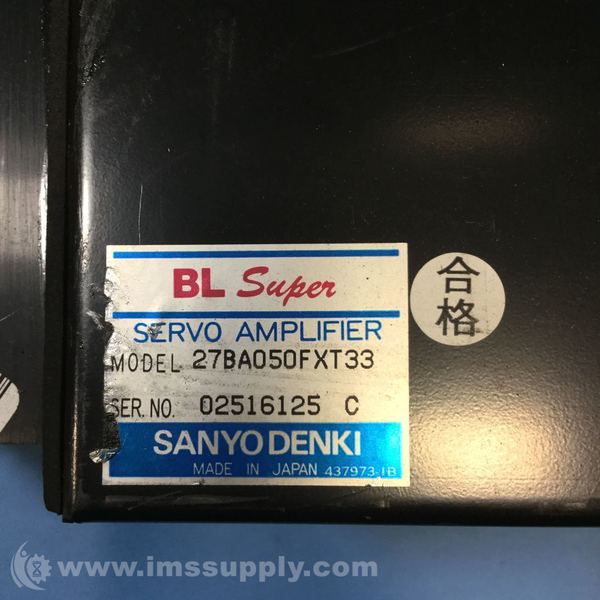 BL Super
SERVO AMPLIFIER
MODEL 27BA050FXT33
SER. NO. 02516125 C
SANYO DENKI
MADE IN JAPAN 437973-1B
合格
www.imssupply.com